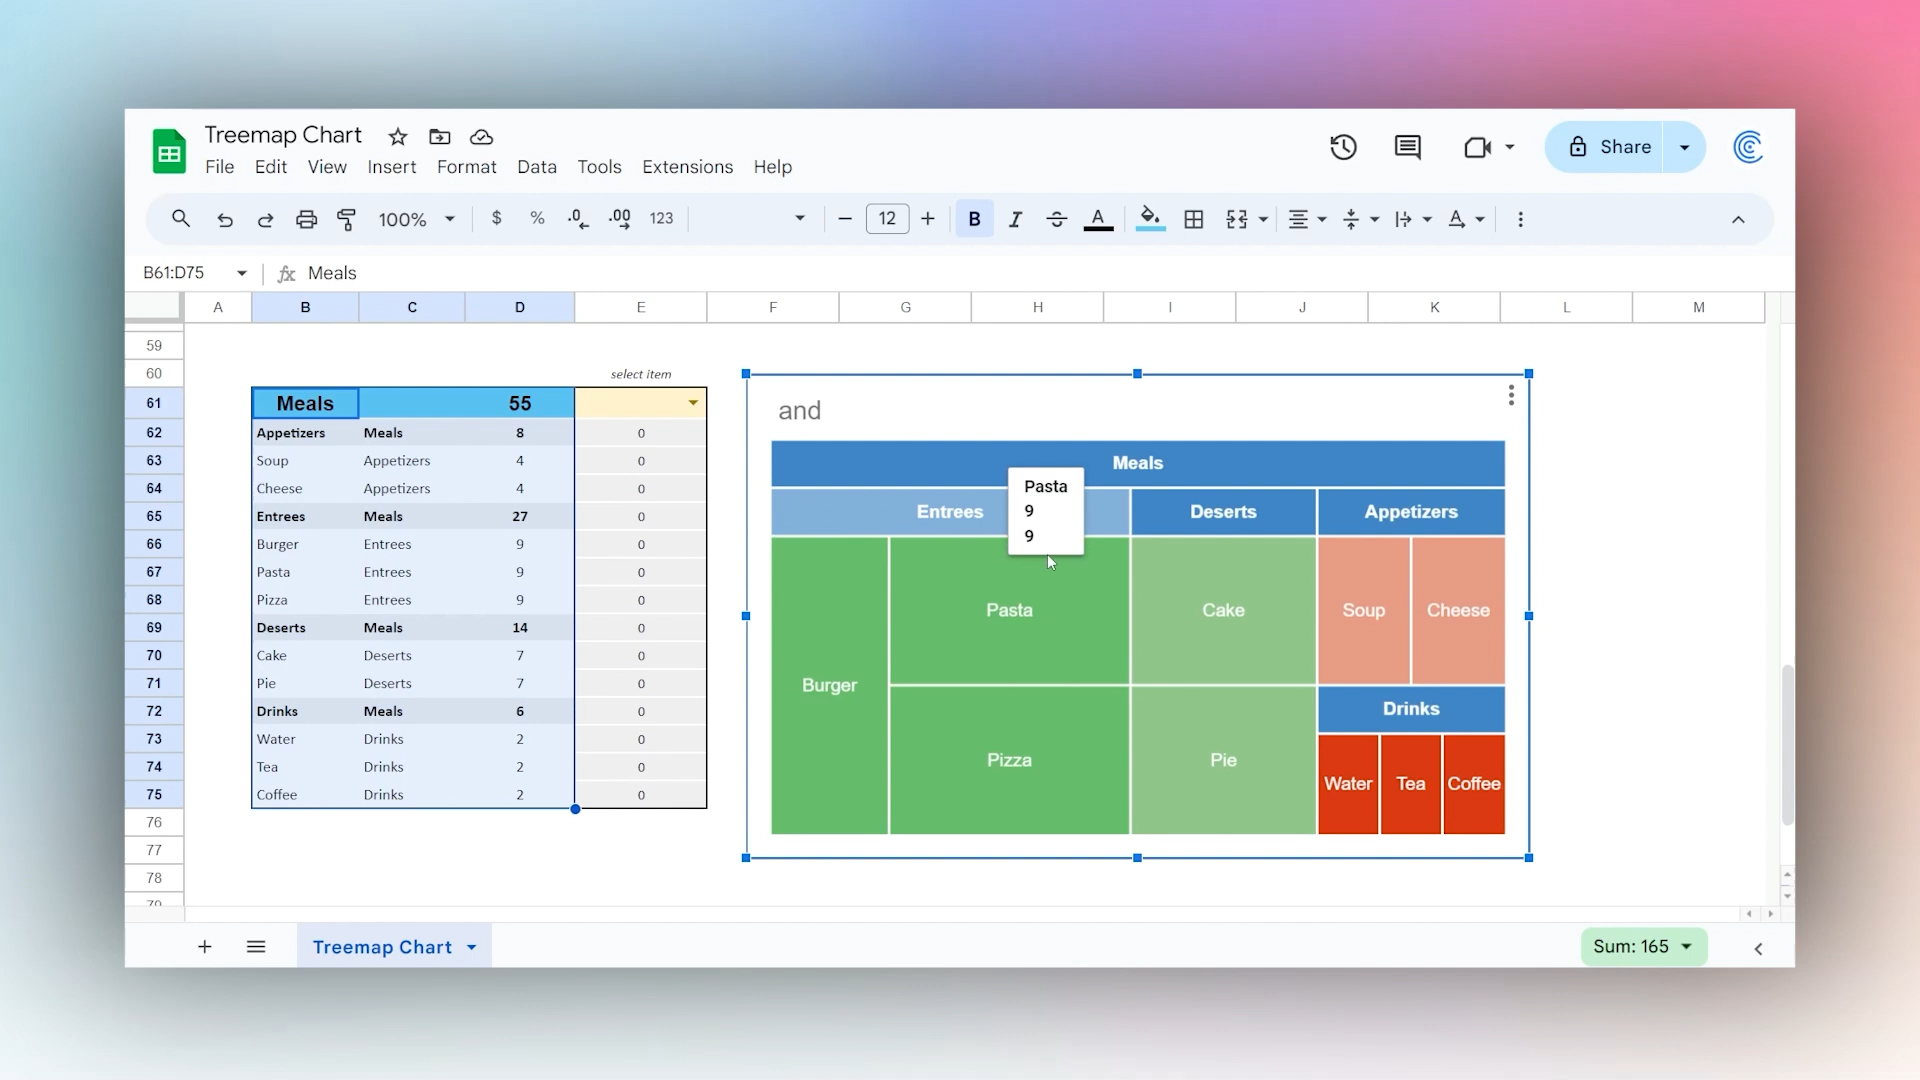 Treemap Chart
File Edit View Insert Format Data Tools Extensions Help
Share
100% $ % .0 .00 123 12 B I A A
B61:D75 fx Meals
A B C D E F G H I J K L M
59
60 select item
61 Meals 55
62 Appetizers Meals 8 0
63 Soup Appetizers 4 0
64 Cheese Appetizers 4 0
65 Entrees Meals 27 0
66 Burger Entrees 9 0
67 Pasta Entrees 9 0
68 Pizza Entrees 9 0
69 Deserts Meals 14 0
70 Cake Deserts 7 0
71 Pie Deserts 7 0
72 Drinks Meals 6 0
73 Water Drinks 2 0
74 Tea Drinks 2 0
75 Coffee Drinks 2 0
76
77
78
and
Meals
Entrees Deserts Appetizers
Pasta
9
9
Burger Pasta Cake Soup Cheese
Pizza Pie
Drinks
Water Tea Coffee
Treemap Chart
Sum: 165